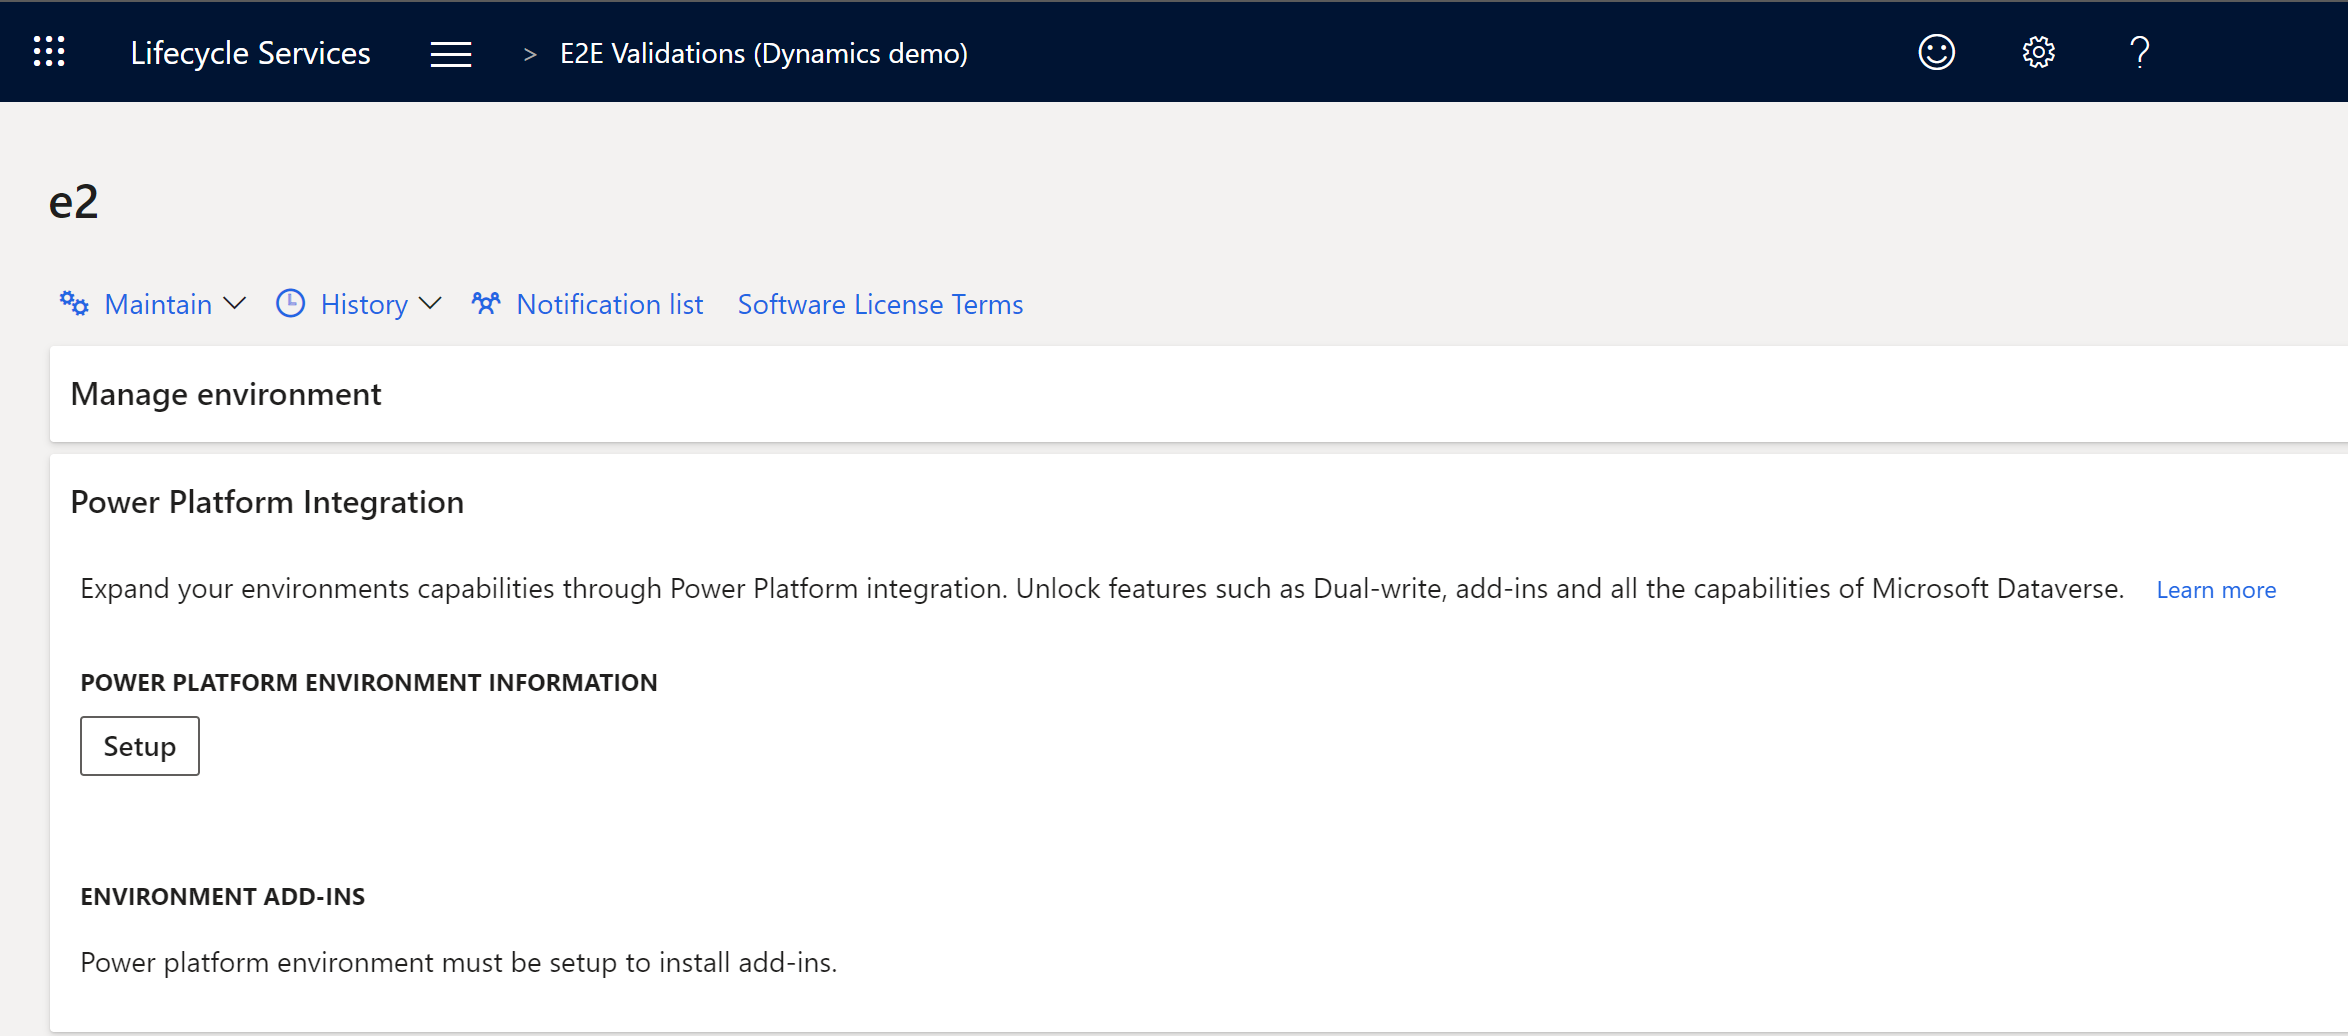 Lifecycle Services > E2E Validations (Dynamics demo)
e2
Maintain History Notification list Software License Terms
Manage environment
Power Platform Integration
Expand your environments capabilities through Power Platform integration. Unlock features such as Dual-write, add-ins and all the capabilities of Microsoft Dataverse. Learn more
POWER PLATFORM ENVIRONMENT INFORMATION
Setup
ENVIRONMENT ADD-INS
Power platform environment must be setup to install add-ins.